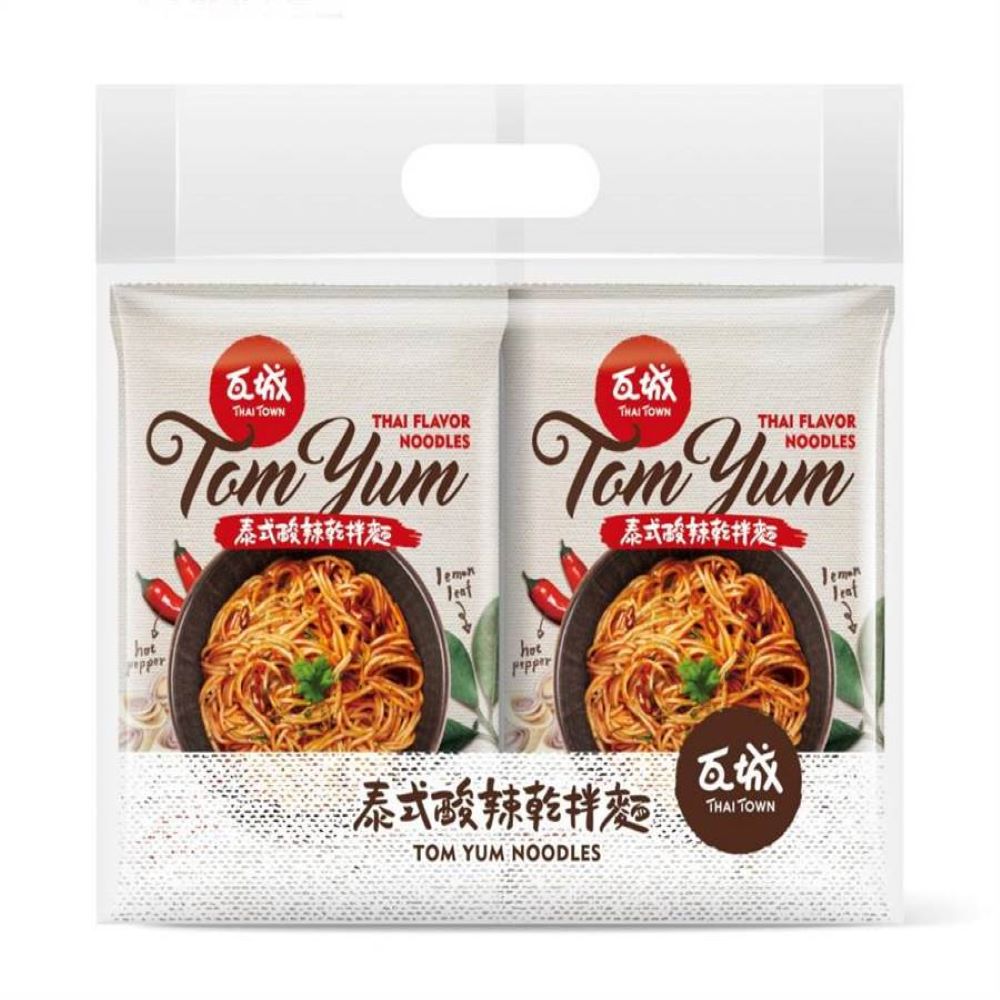 瓦城
THAI TOWN
THAI FLAVOR
NOODLES
Tom Yum
泰式酸辣乾拌麵
lemon
leaf
hot
pepper
瓦城
THAI TOWN
THAI FLAVOR
NOODLES
Tom Yum
泰式酸辣乾拌麵
lemon
leaf
hot
pepper
泰式酸辣乾拌麵
TOM YUM NOODLES
瓦城
THAI TOWN